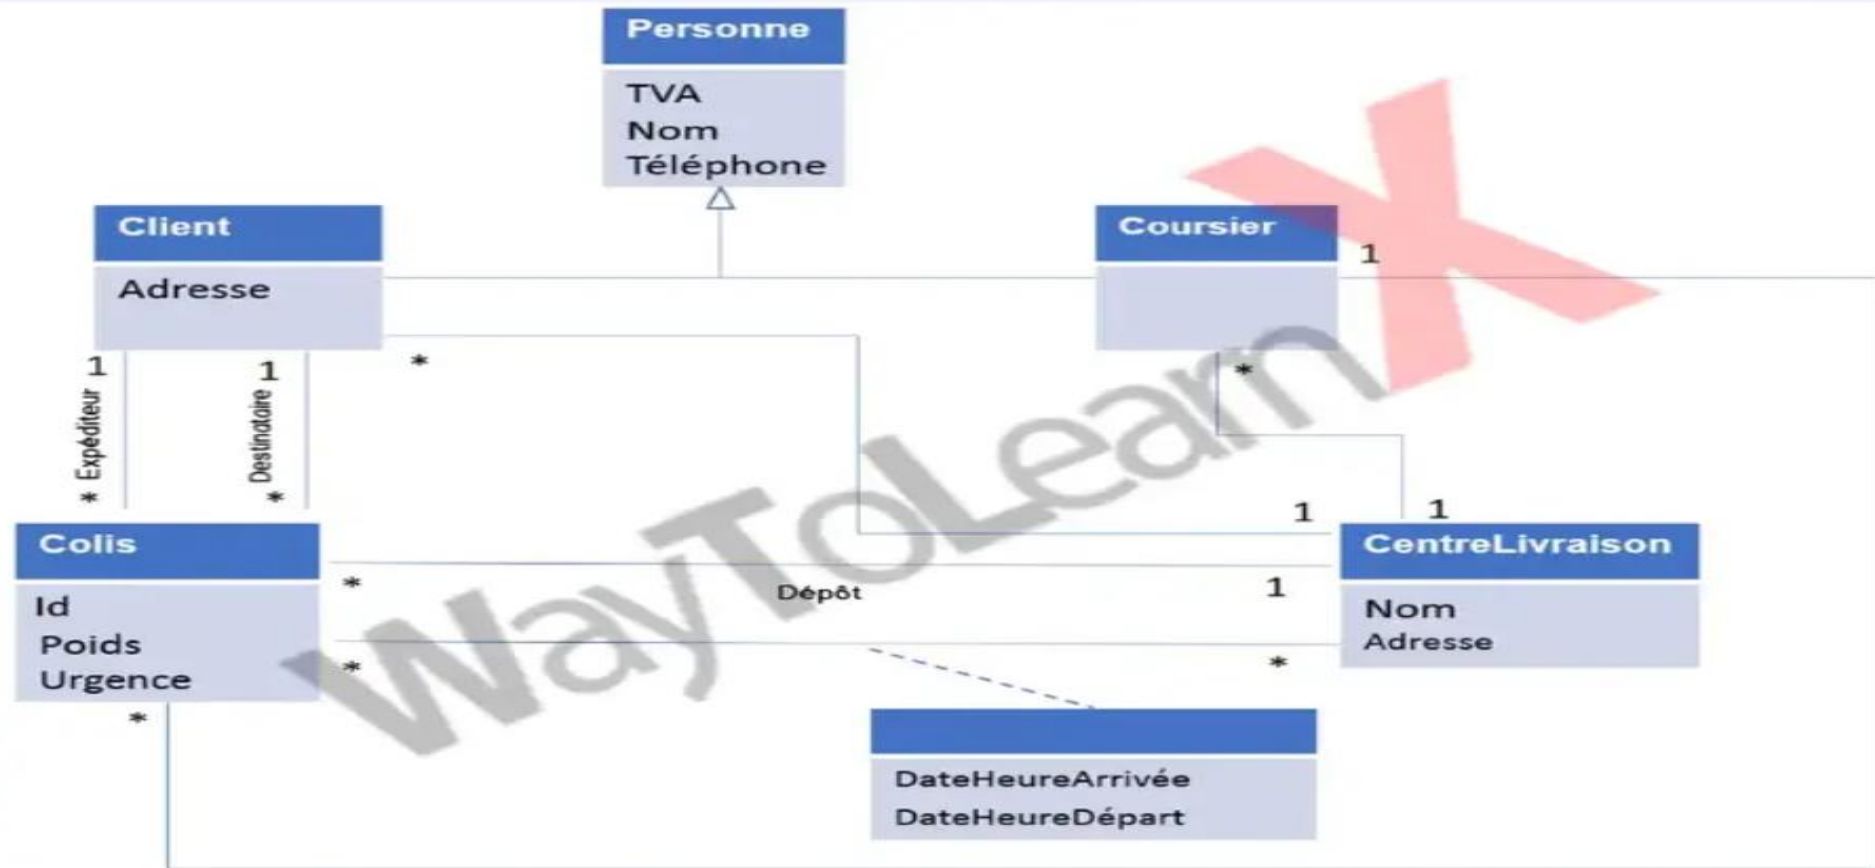 Personne
TVA
Nom
Téléphone
Client
Adresse
Coursier
1
*
*
1
Expéditeur
*
1
Destinataire
*
1
1
Colis
Id
Poids
Urgence
*
*
*
Dépôt
1
*
CentreLivraison
Nom
Adresse
DateHeureArrivée
DateHeureDépart
WayToLearnX